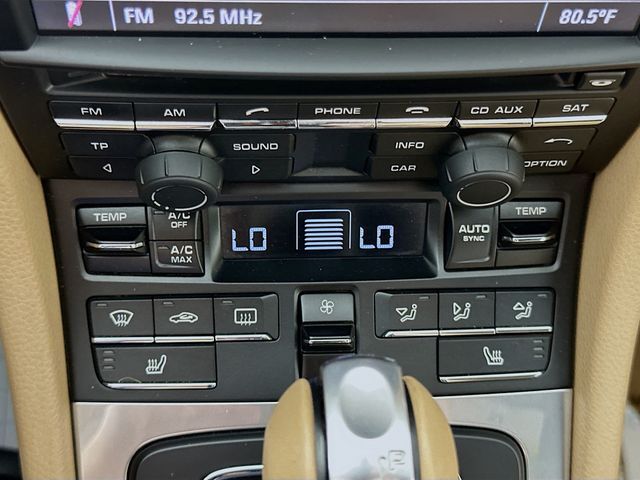 FM 92.5 MHz 80.5°F
FM AM PHONE CD AUX SAT
TP SOUND INFO
CAR OPTION
TEMP A/C OFF AUTO SYNC TEMP
A/C MAX
LO LO
P